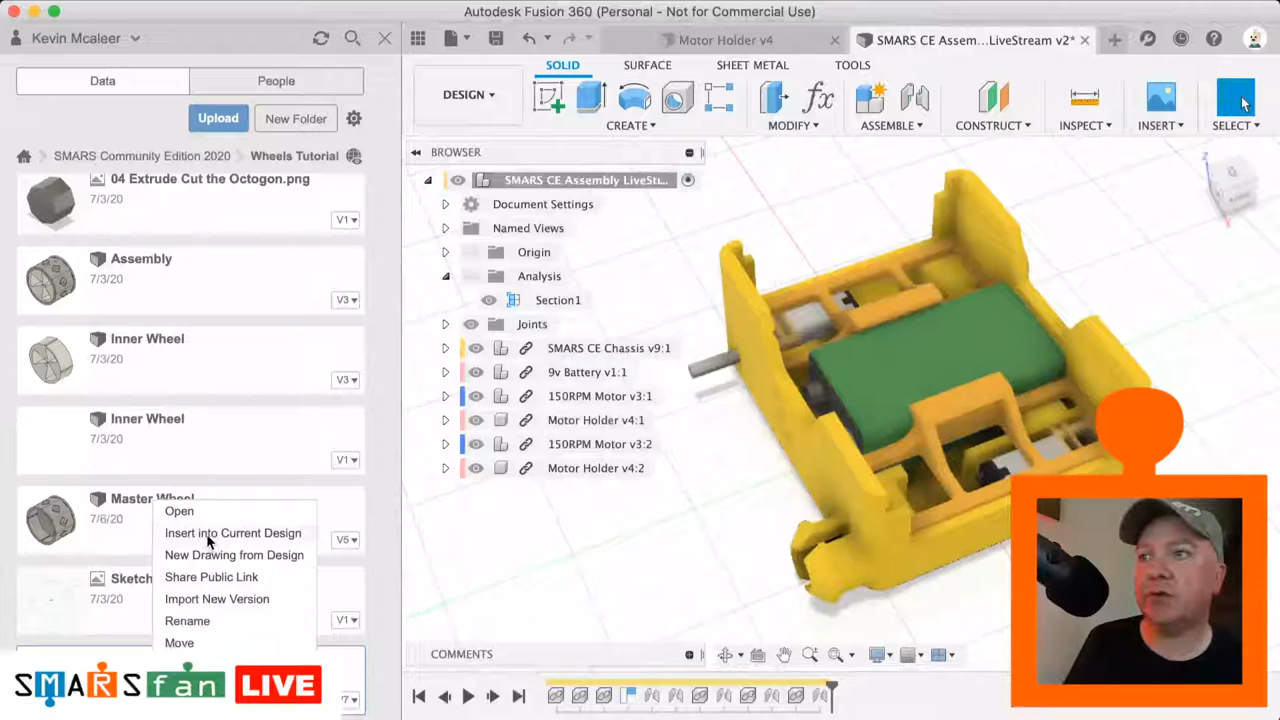 Autodesk Fusion 360 (Personal - Not for Commercial Use)
Kevin Mcaleer
Motor Holder v4
SMARS CE Assem...LiveStream v2*
Data
People
SOLID
SURFACE
SHEET METAL
TOOLS
Upload
New Folder
DESIGN
CREATE
MODIFY
ASSEMBLE
CONSTRUCT
INSPECT
INSERT
SELECT
SMARS Community Edition 2020
Wheels Tutorial
04 Extrude Cut the Octogon.png
7/3/20
V1
Assembly
7/3/20
V3
Inner Wheel
7/3/20
V3
Inner Wheel
7/3/20
V1
Master Wheel
7/6/20
V5
Sketch
7/3/20
V1
Open
Insert into Current Design
New Drawing from Design
Share Public Link
Import New Version
Rename
Move
BROWSER
SMARS CE Assembly LiveStr...
Document Settings
Named Views
Origin
Analysis
Section1
Joints
SMARS CE Chassis v9:1
9v Battery v1:1
150RPM Motor v3:1
Motor Holder v4:1
150RPM Motor v3:2
Motor Holder v4:2
COMMENTS
SMARS fan LIVE